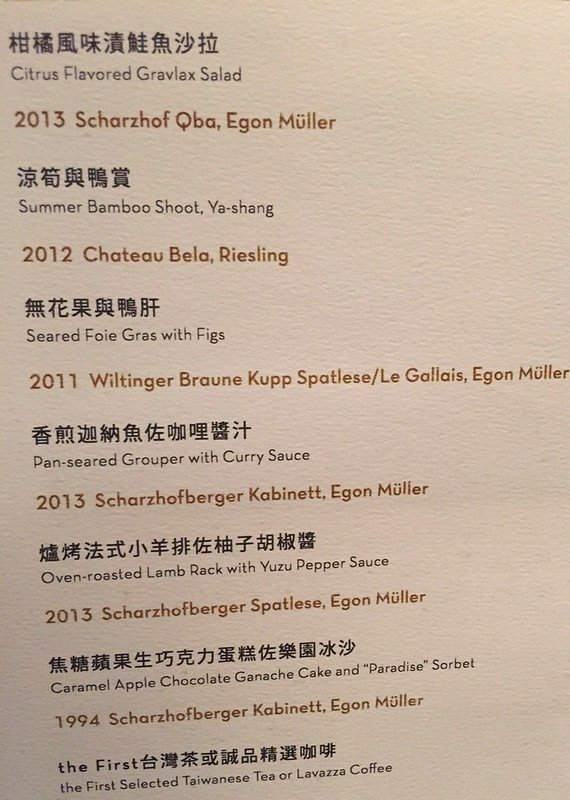 柑橘風味漬鮭魚沙拉
Citrus Flavored Gravlax Salad
2013 Scharzhof Qba, Egon Müller
涼筍與鴨賞
Summer Bamboo Shoot, Ya-shang
2012 Chateau Bela, Riesling
無花果與鴨肝
Seared Foie Gras with Figs
2011 Wiltinger Braune Kupp Spatlese/Le Gallais, Egon Müller
香煎迦納魚佐咖哩醬汁
Pan-seared Grouper with Curry Sauce
2013 Scharzhofberger Kabinett, Egon Müller
爐烤法式小羊排佐柚子胡椒醬
Oven-roasted Lamb Rack with Yuzu Pepper Sauce
2013 Scharzhofberger Spatlese, Egon Müller
焦糖蘋果生巧克力蛋糕佐樂園冰沙
Caramel Apple Chocolate Ganache Cake and “Paradise” Sorbet
1994 Scharzhofberger Kabinett, Egon Müller
the First台灣茶或誠品精選咖啡
the First Selected Taiwanese Tea or Lavazza Coffee